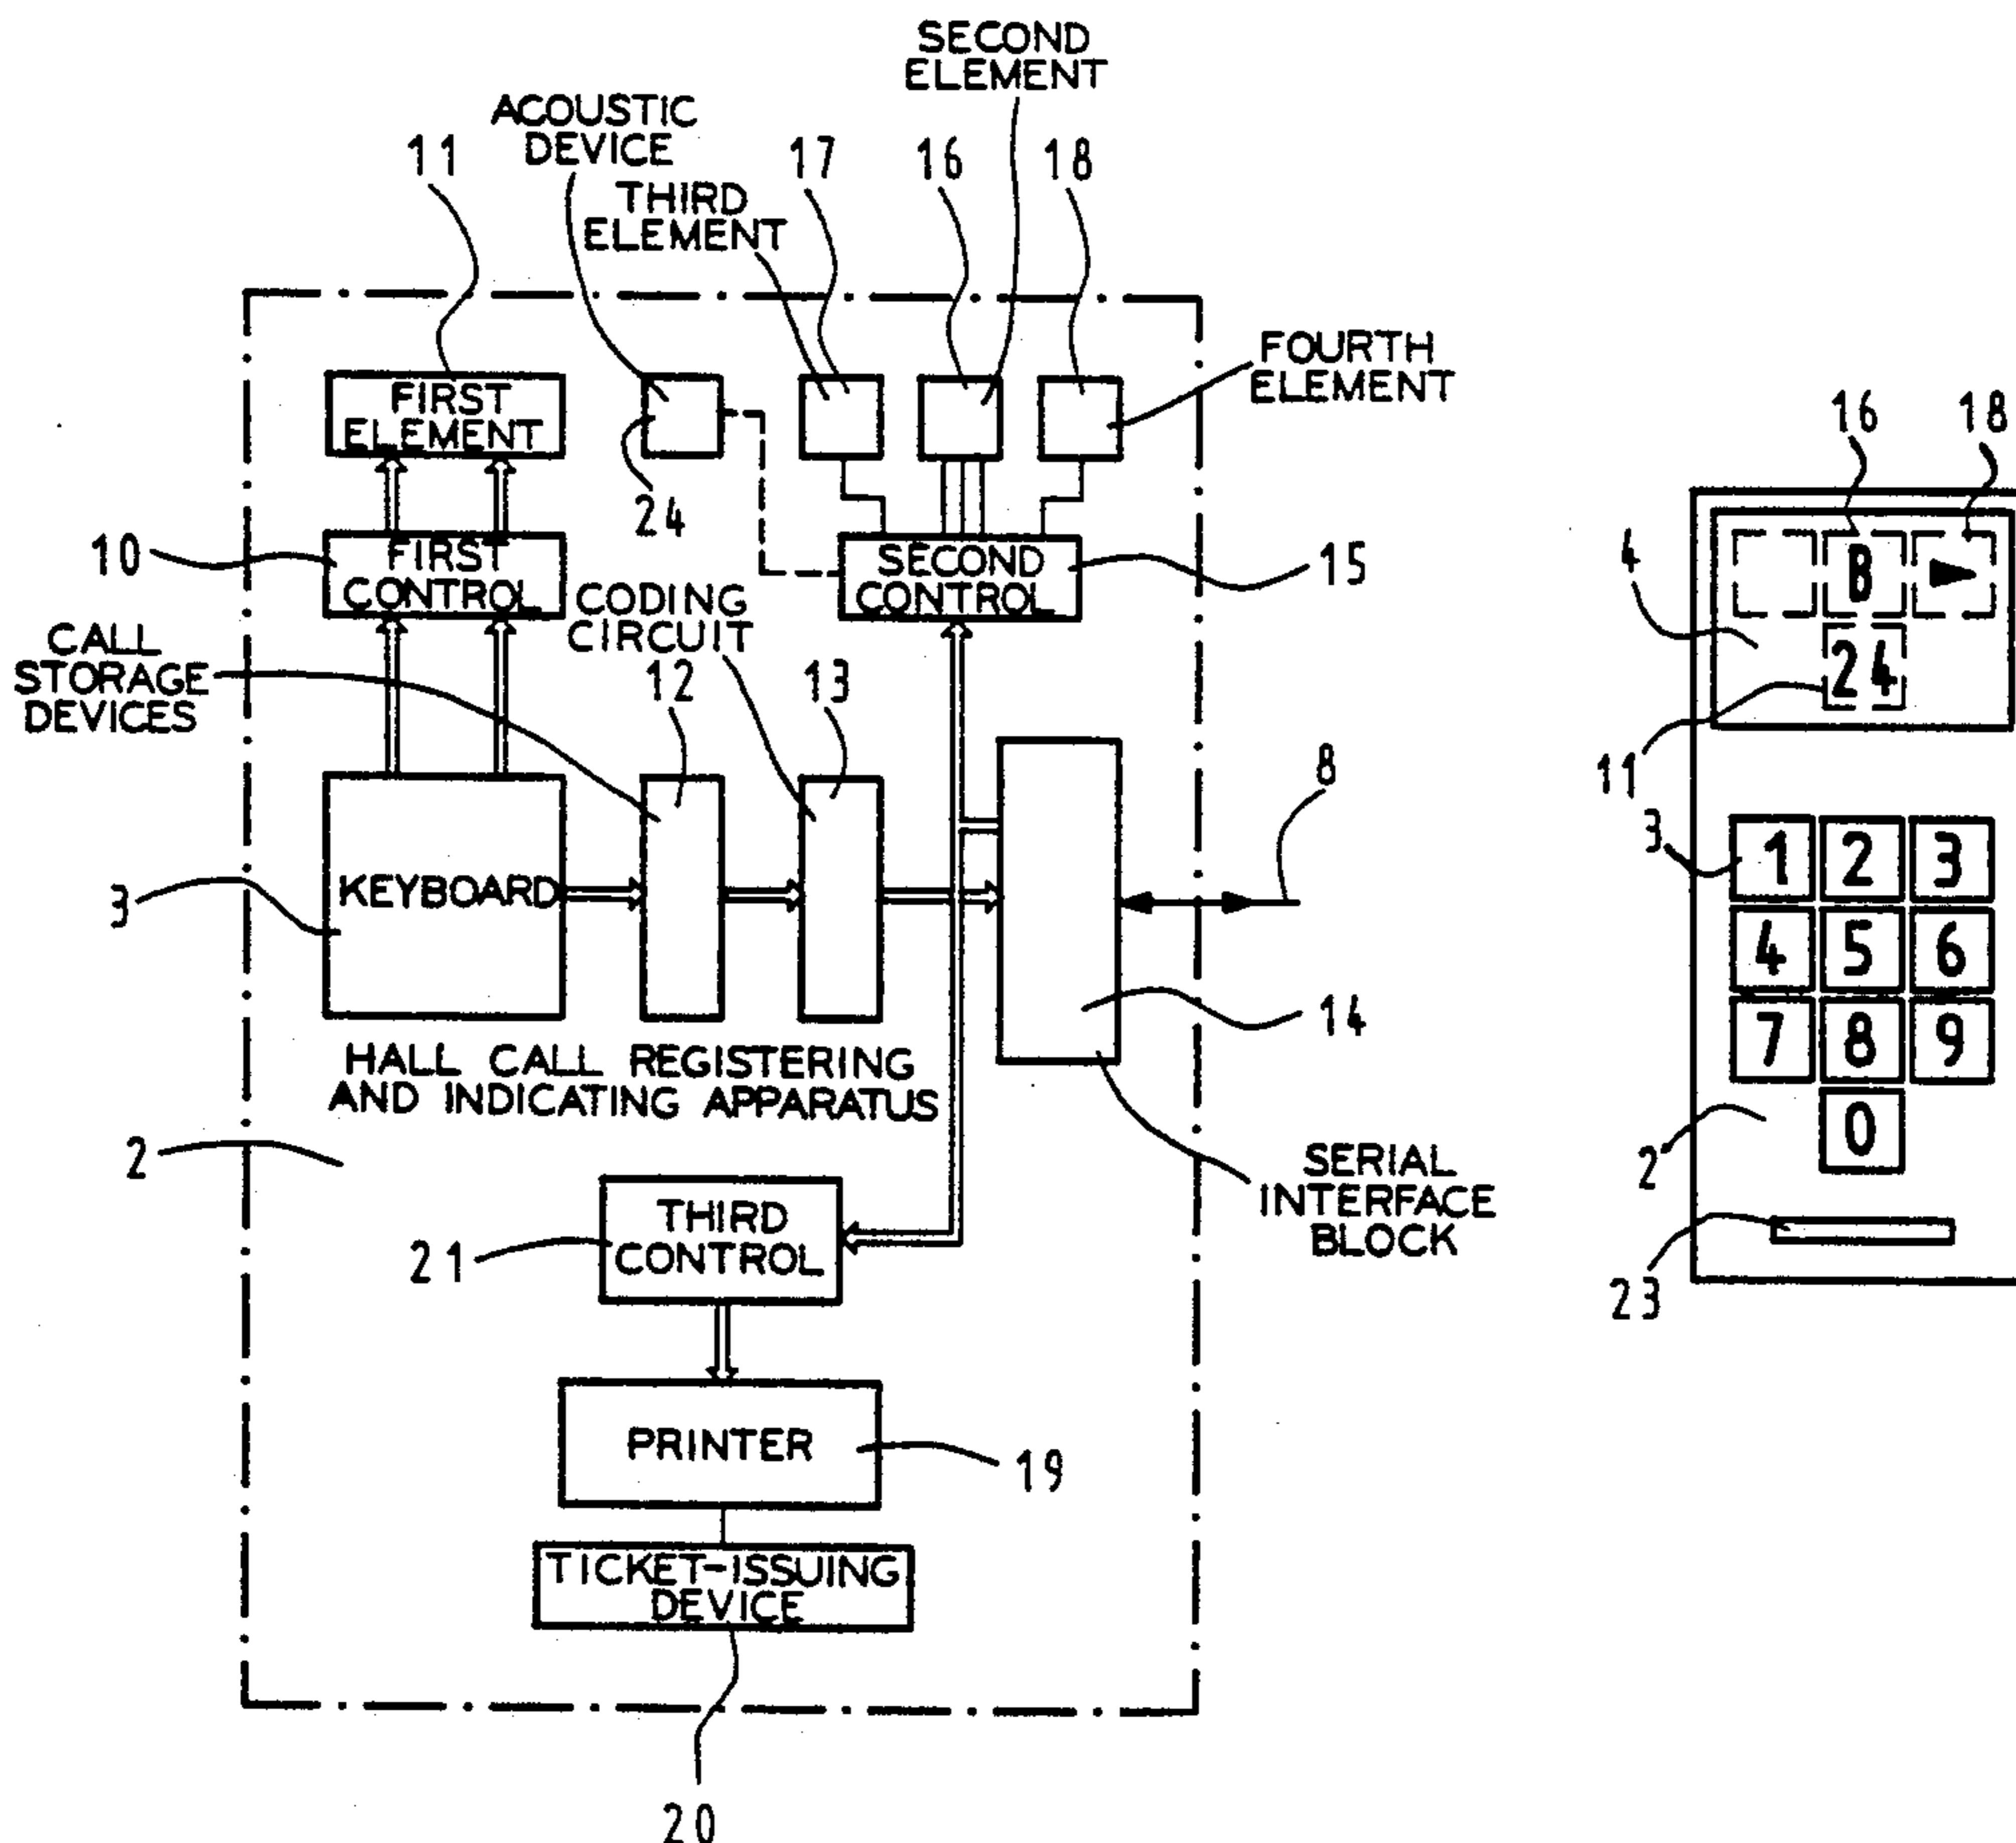 SECOND
ELEMENT
ACOUSTIC
DEVICE
11
17
16
18
THIRD
ELEMENT
FOURTH
ELEMENT
FIRST
ELEMENT
24
10
FIRST
CONTROL
SECOND
CONTROL
15
CODING
CIRCUIT
CALL
STORAGE
DEVICES
12
13
8
KEYBOARD
3
14
HALL CALL REGISTERING
AND INDICATING APPARATUS
2
SERIAL
INTERFACE
BLOCK
THIRD
CONTROL
21
PRINTER
19
TICKET-ISSUING
DEVICE
20
16
18
4
B
24
11
3
1 2 3
4 5 6
7 8 9
0
2
23